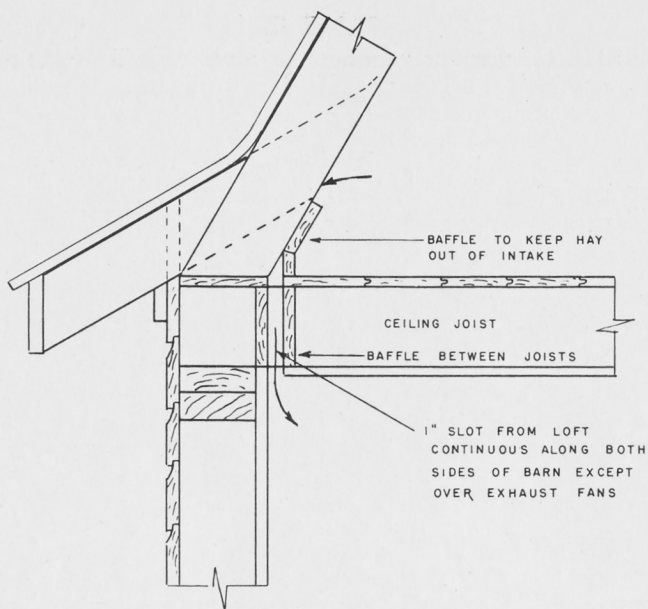 BAFFLE TO KEEP HAY
OUT OF INTAKE
CEILING JOIST
BAFFLE BETWEEN JOISTS
1" SLOT FROM LOFT
CONTINUOUS ALONG BOTH
SIDES OF BARN EXCEPT
OVER EXHAUST FANS